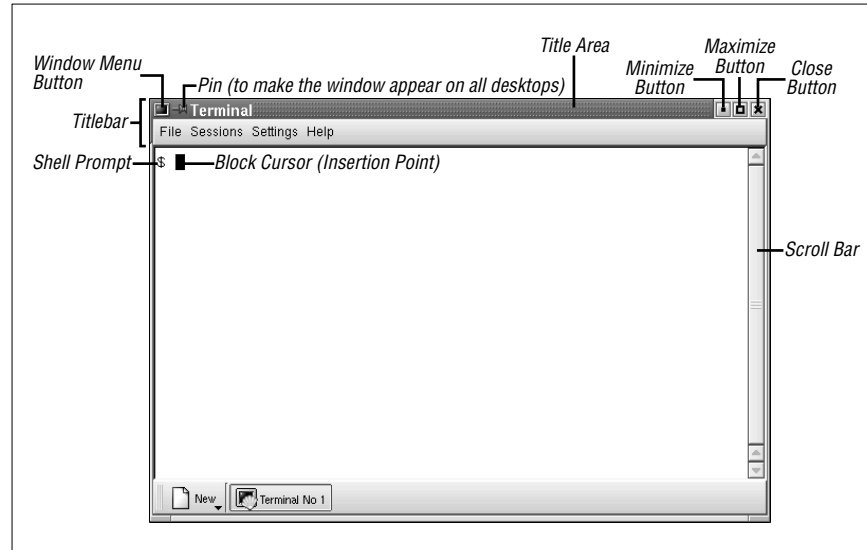 Window Menu
Button
Pin (to make the window appear on all desktops)
Title Area
Minimize
Button
Maximize
Button
Close
Button
Titlebar
Terminal
File Sessions Settings Help
Shell Prompt
$
Block Cursor (Insertion Point)
Scroll Bar
New
Terminal No 1